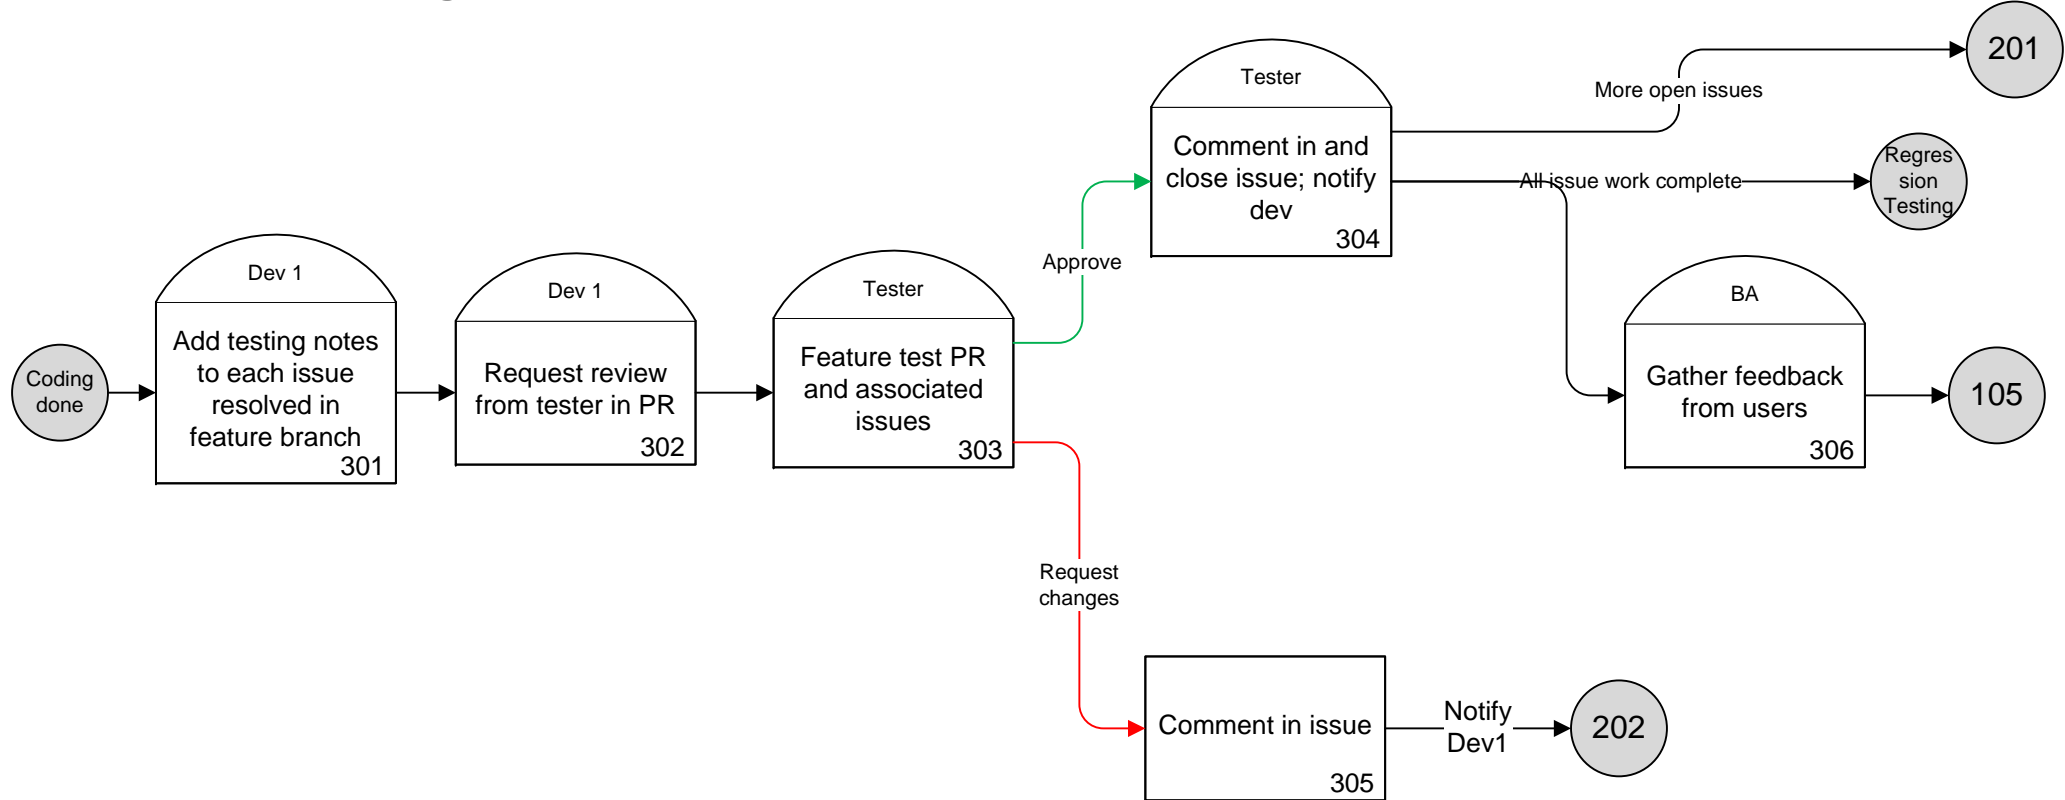 201
Tester
More open issues
Comment in and
close issue; notify
dev
304
Regres
sion
Testing
All issue work complete
Approve
Dev 1
Add testing notes
to each issue
resolved in
feature branch
301
Dev 1
Request review
from tester in PR
302
Tester
Feature test PR
and associated
issues
303
BA
Gather feedback
from users
306
105
Coding
done
Request
changes
Comment in issue
305
Notify
Dev1
202